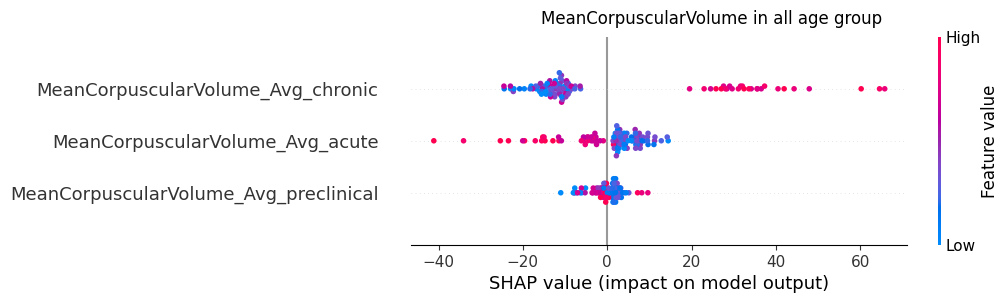 MeanCorpuscularVolume in all age group
High
MeanCorpuscularVolume_Avg_chronic
MeanCorpuscularVolume_Avg_acute
MeanCorpuscularVolume_Avg_preclinical
Feature value
Low
−40 −20 0 20 40 60
SHAP value (impact on model output)